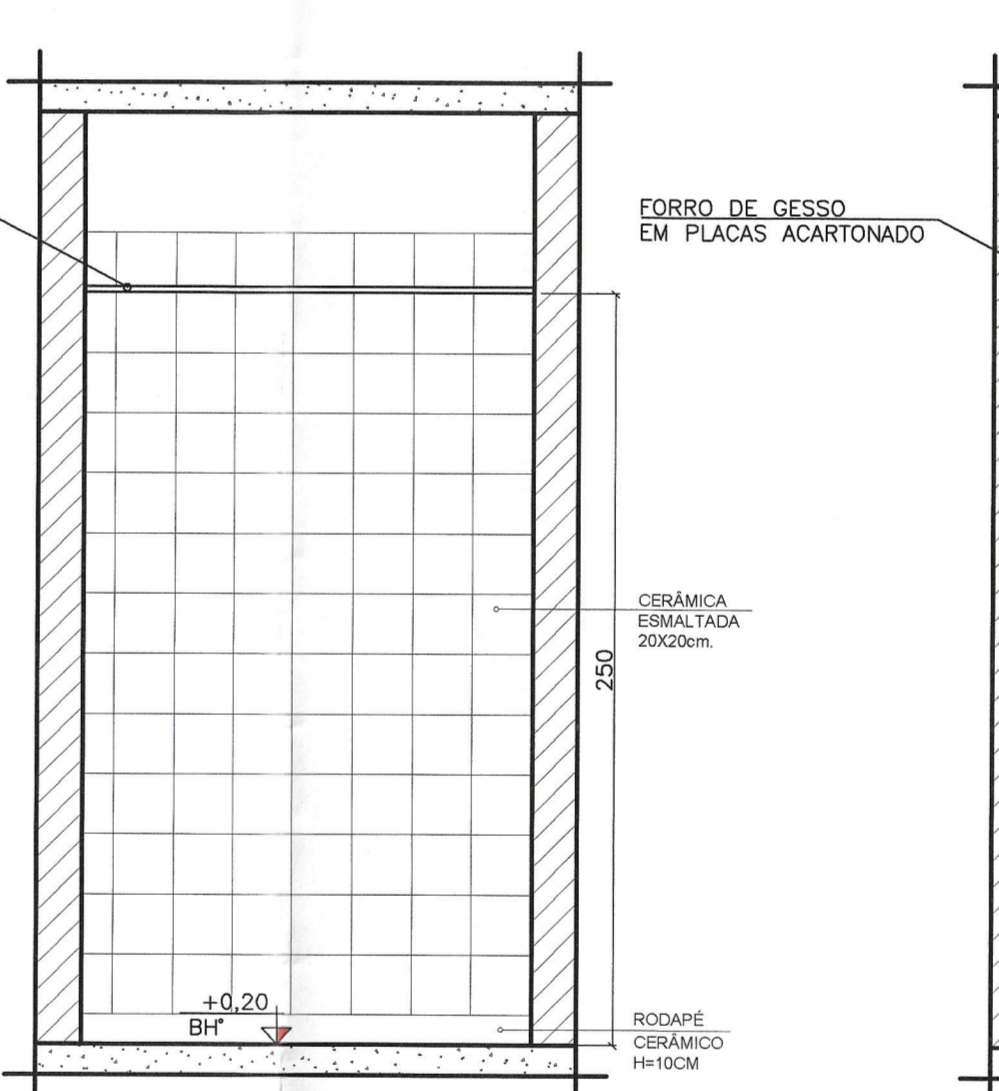 FORRO DE GESSO
EM PLACAS ACARTONADO
CERÂMICA
ESMALTADA
20X20cm.
250
+0,20
BH°
RODAPÉ
CERÂMICO
H=10CM